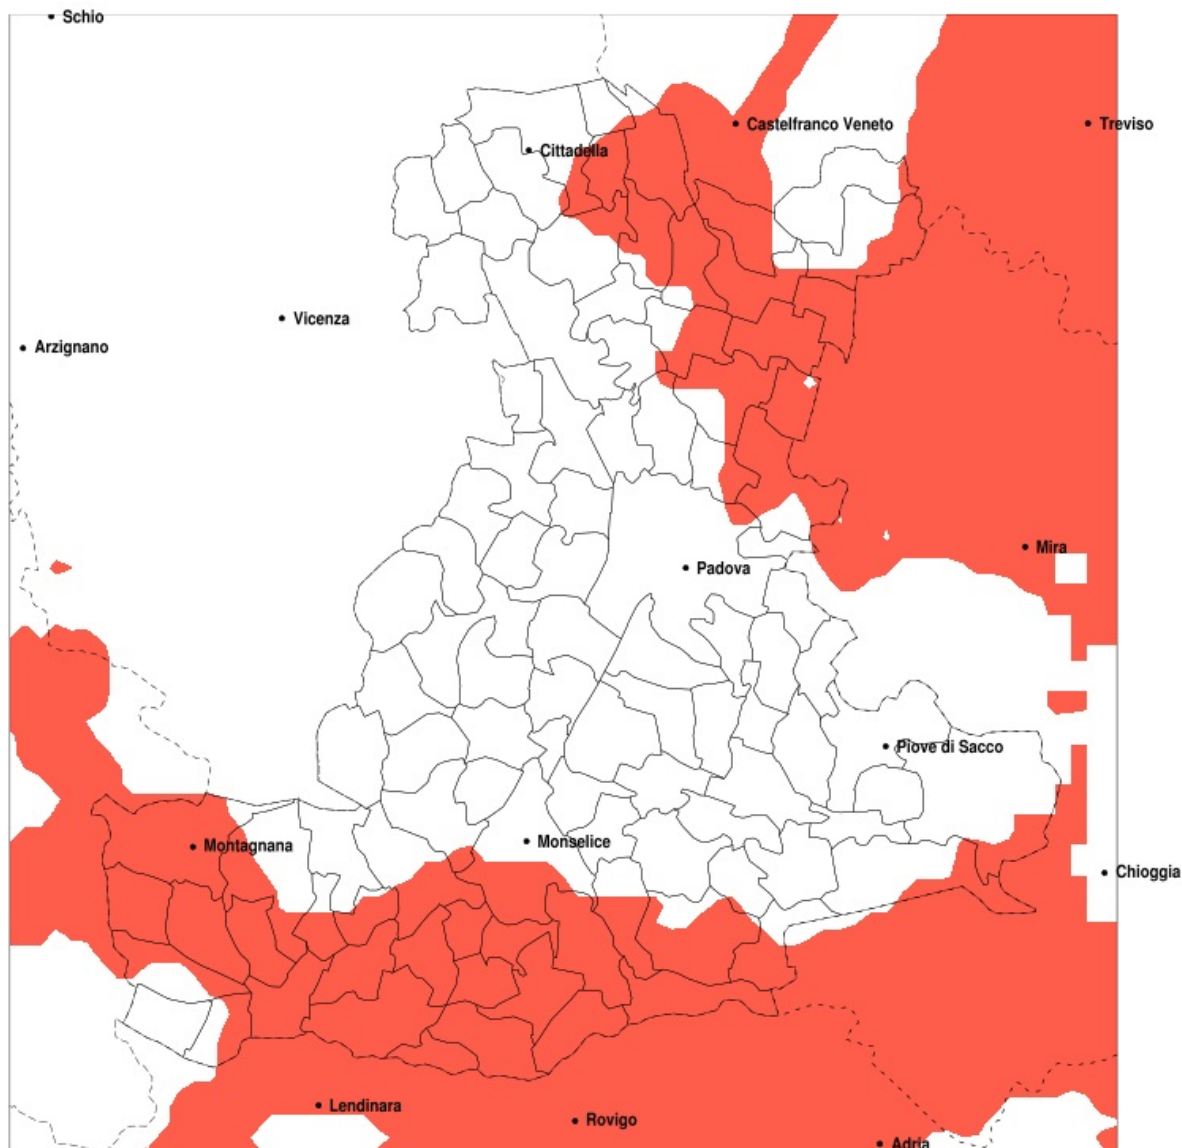 Schio
Castelfranco Veneto
Treviso
Cittadella
Vicenza
Arzignano
Mira
Padova
Piove di Sacco
Monselice
Montagnana
Chioggia
Lendinara
Rovigo
Adria